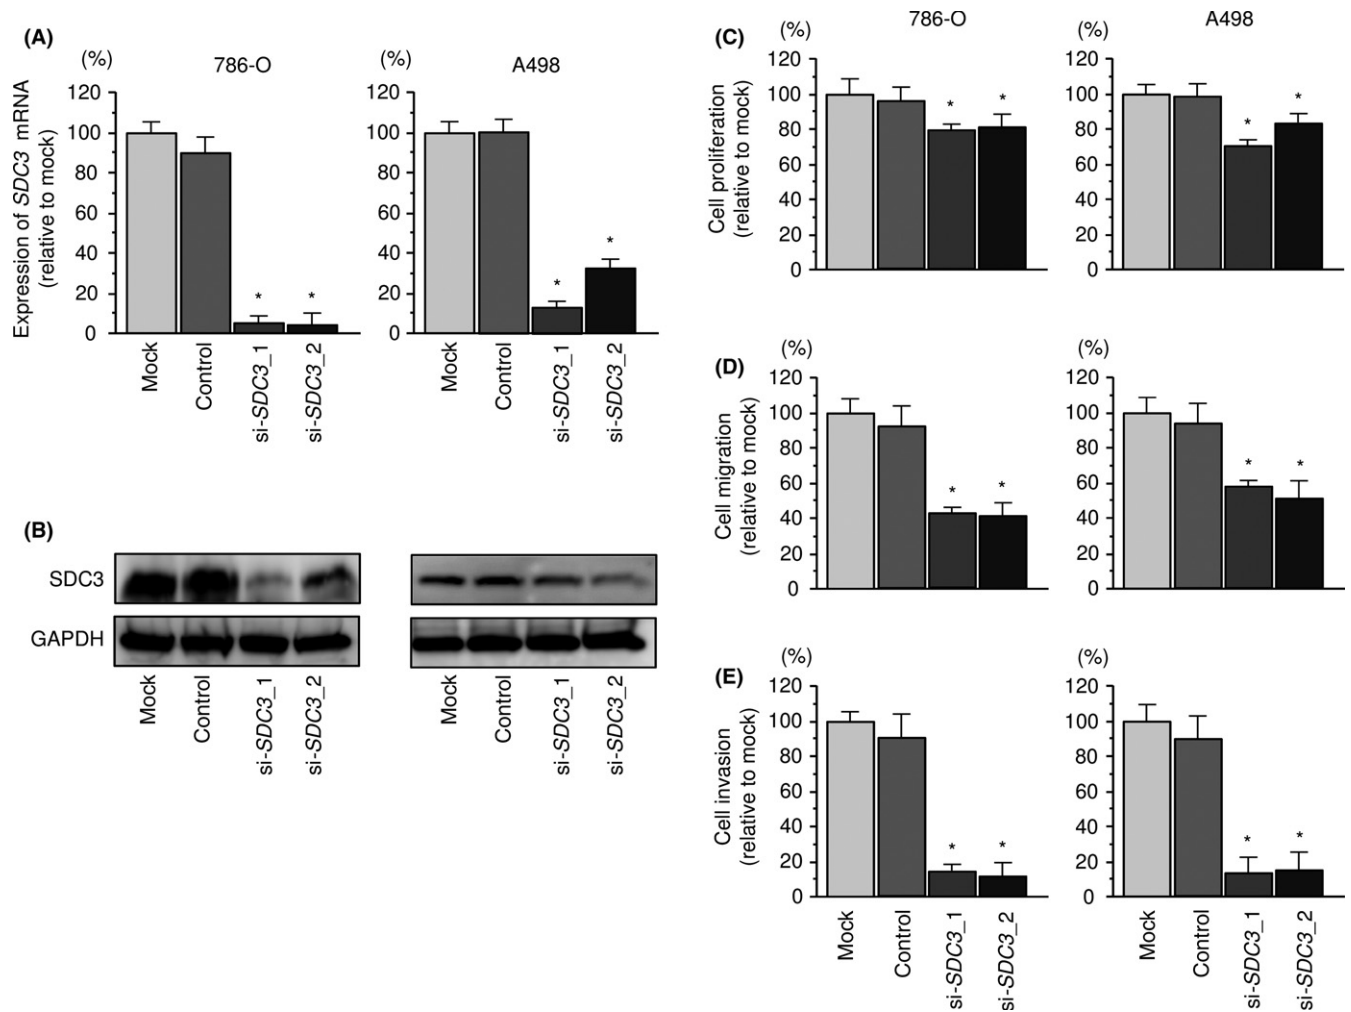 (A)
(%)
786-O
(%)
A498
Expression of SDC3 mRNA
(relative to mock)
120
100
80
60
40
20
0
120
100
80
60
40
20
0
*
*
*
*
Mock
Control
si-SDC3_1
si-SDC3_2
Mock
Control
si-SDC3_1
si-SDC3_2
(B)
SDC3
GAPDH
Mock
Control
si-SDC3_1
si-SDC3_2
Mock
Control
si-SDC3_1
si-SDC3_2
(C)
(%)
786-O
(%)
A498
Cell proliferation
(relative to mock)
120
100
80
60
40
20
0
120
100
80
60
40
20
0
*
*
*
*
(D)
(%)
(%)
Cell migration
(relative to mock)
120
100
80
60
40
20
0
120
100
80
60
40
20
0
*
*
*
*
(E)
(%)
(%)
Cell invasion
(relative to mock)
120
100
80
60
40
20
0
120
100
80
60
40
20
0
*
*
*
*
Mock
Control
si-SDC3_1
si-SDC3_2
Mock
Control
si-SDC3_1
si-SDC3_2